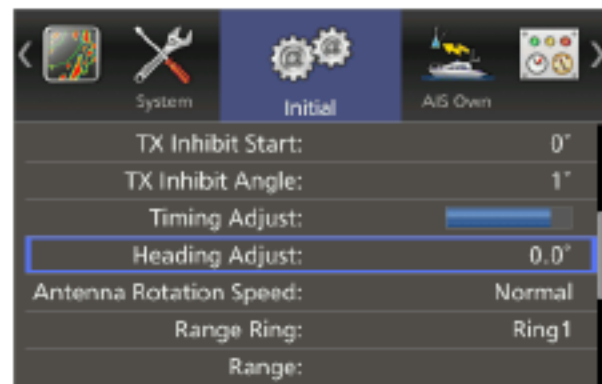 System
Initial
AIS Own
TX Inhibit Start: 0°
TX Inhibit Angle: 1°
Timing Adjust:
Heading Adjust: 0.0°
Antenna Rotation Speed: Normal
Range Ring: Ring1
Range: